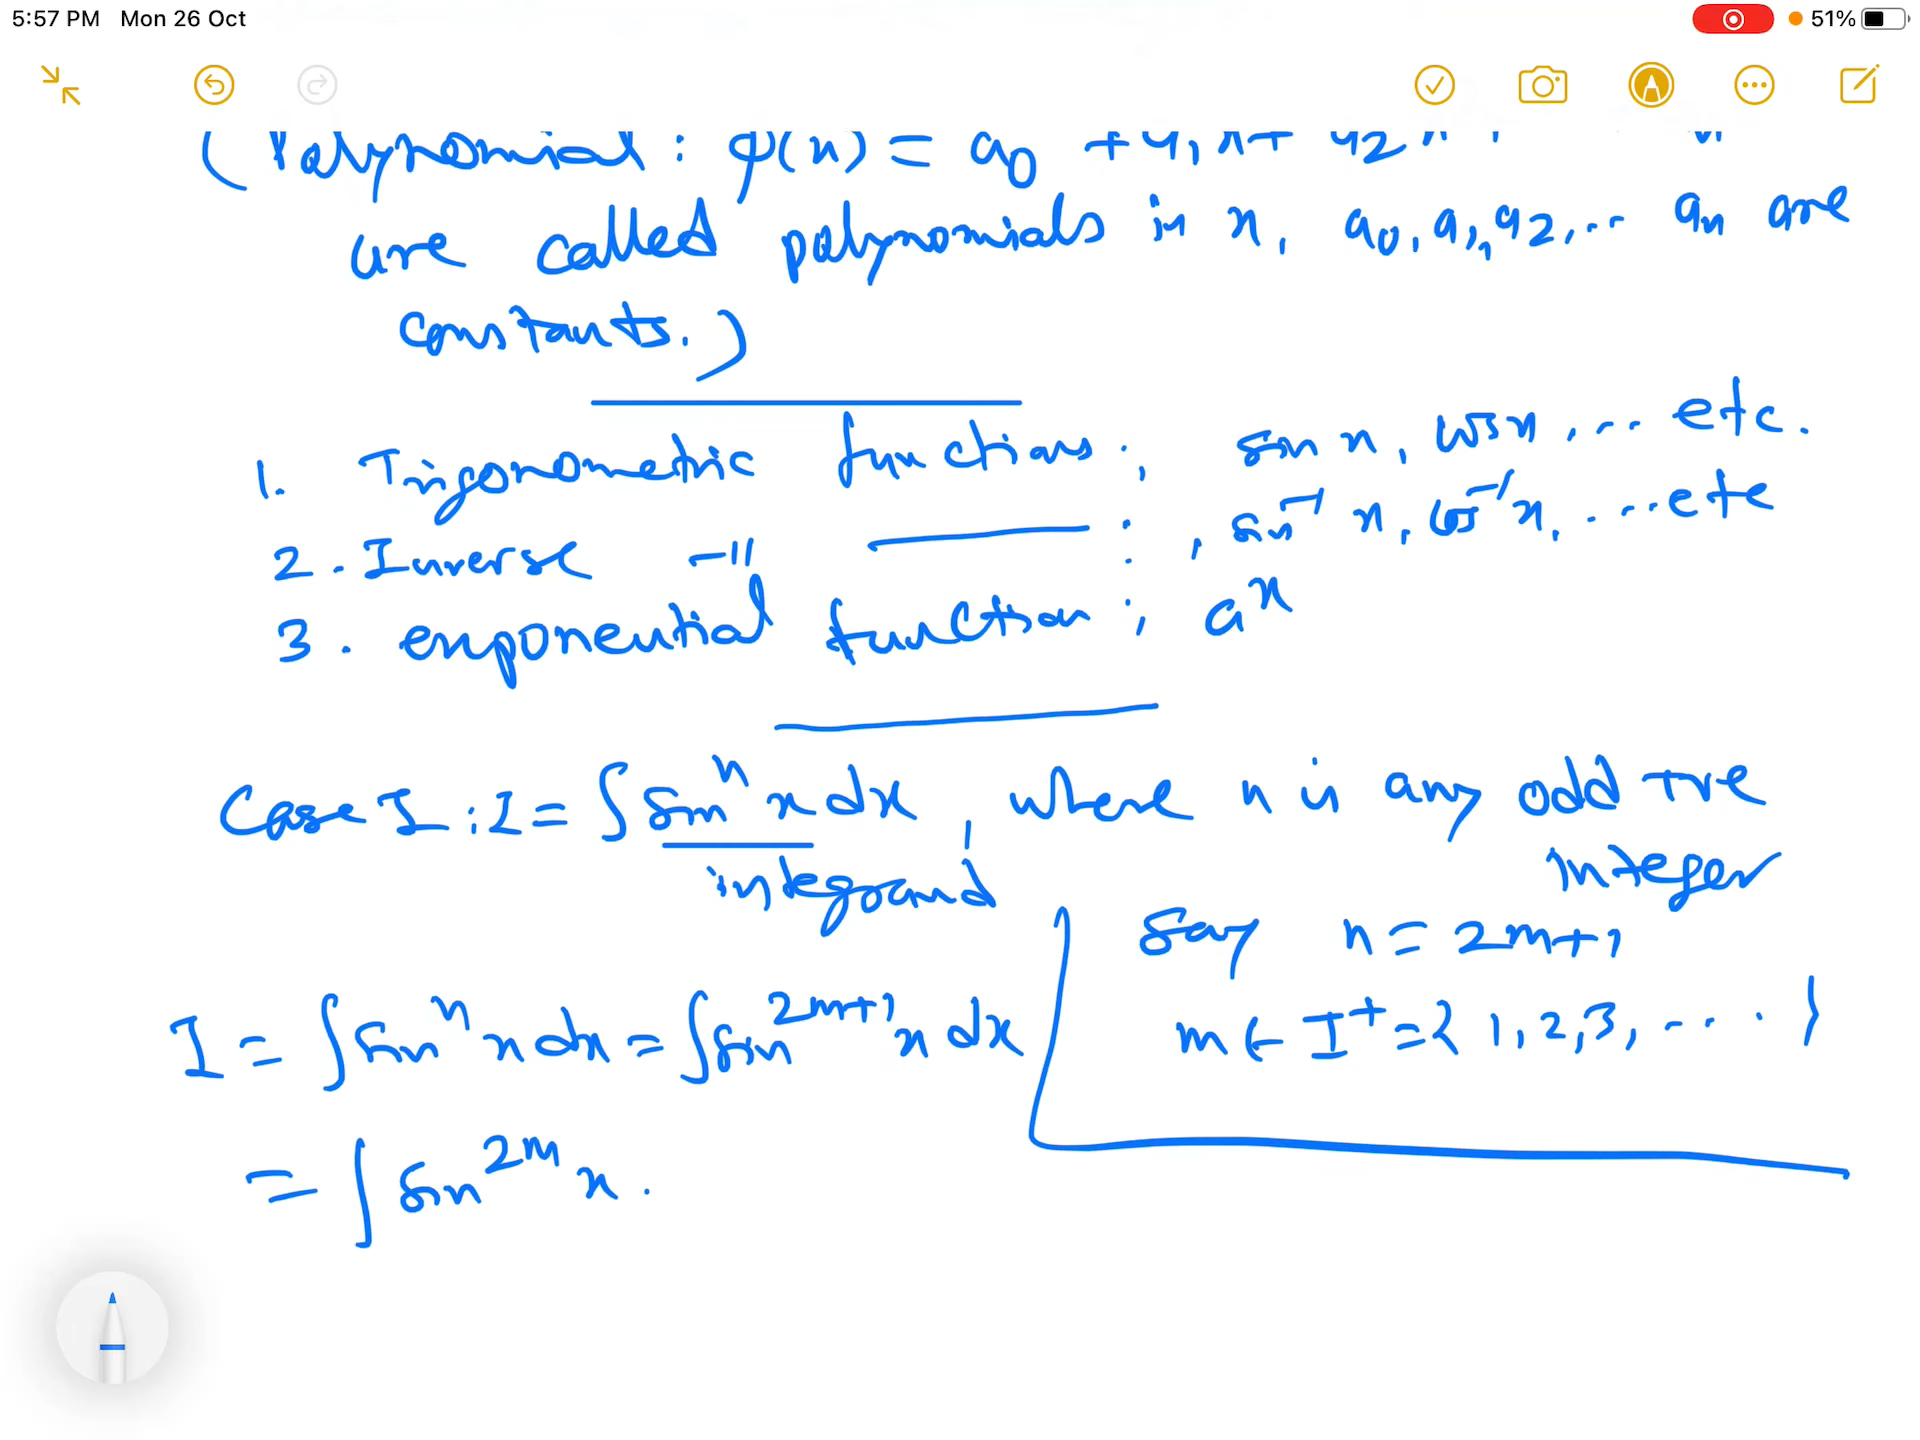 5:57 PM Mon 26 Oct 51%
(Polynomial: φ(x) = a₀ + a₁x + a₂x
are called polynomials in x, a₀, a₁, a₂, ... aₙ are
constants.)
1. Trigonometric functions; sin x, cos x, ... etc.
2. Inverse —"— ——— : , sin⁻¹ x, cos⁻¹ x, ... etc
3. exponential function; aˣ
Case I : I = ∫ sinⁿ x dx, where n is any odd +ve
integrand integer
say n = 2m+1
I = ∫ sinⁿ x dx = ∫ sin²ᵐ⁺¹ x dx
m ∈ I⁺ = { 1, 2, 3, - - - . }
= ∫ sin²ᵐ x .